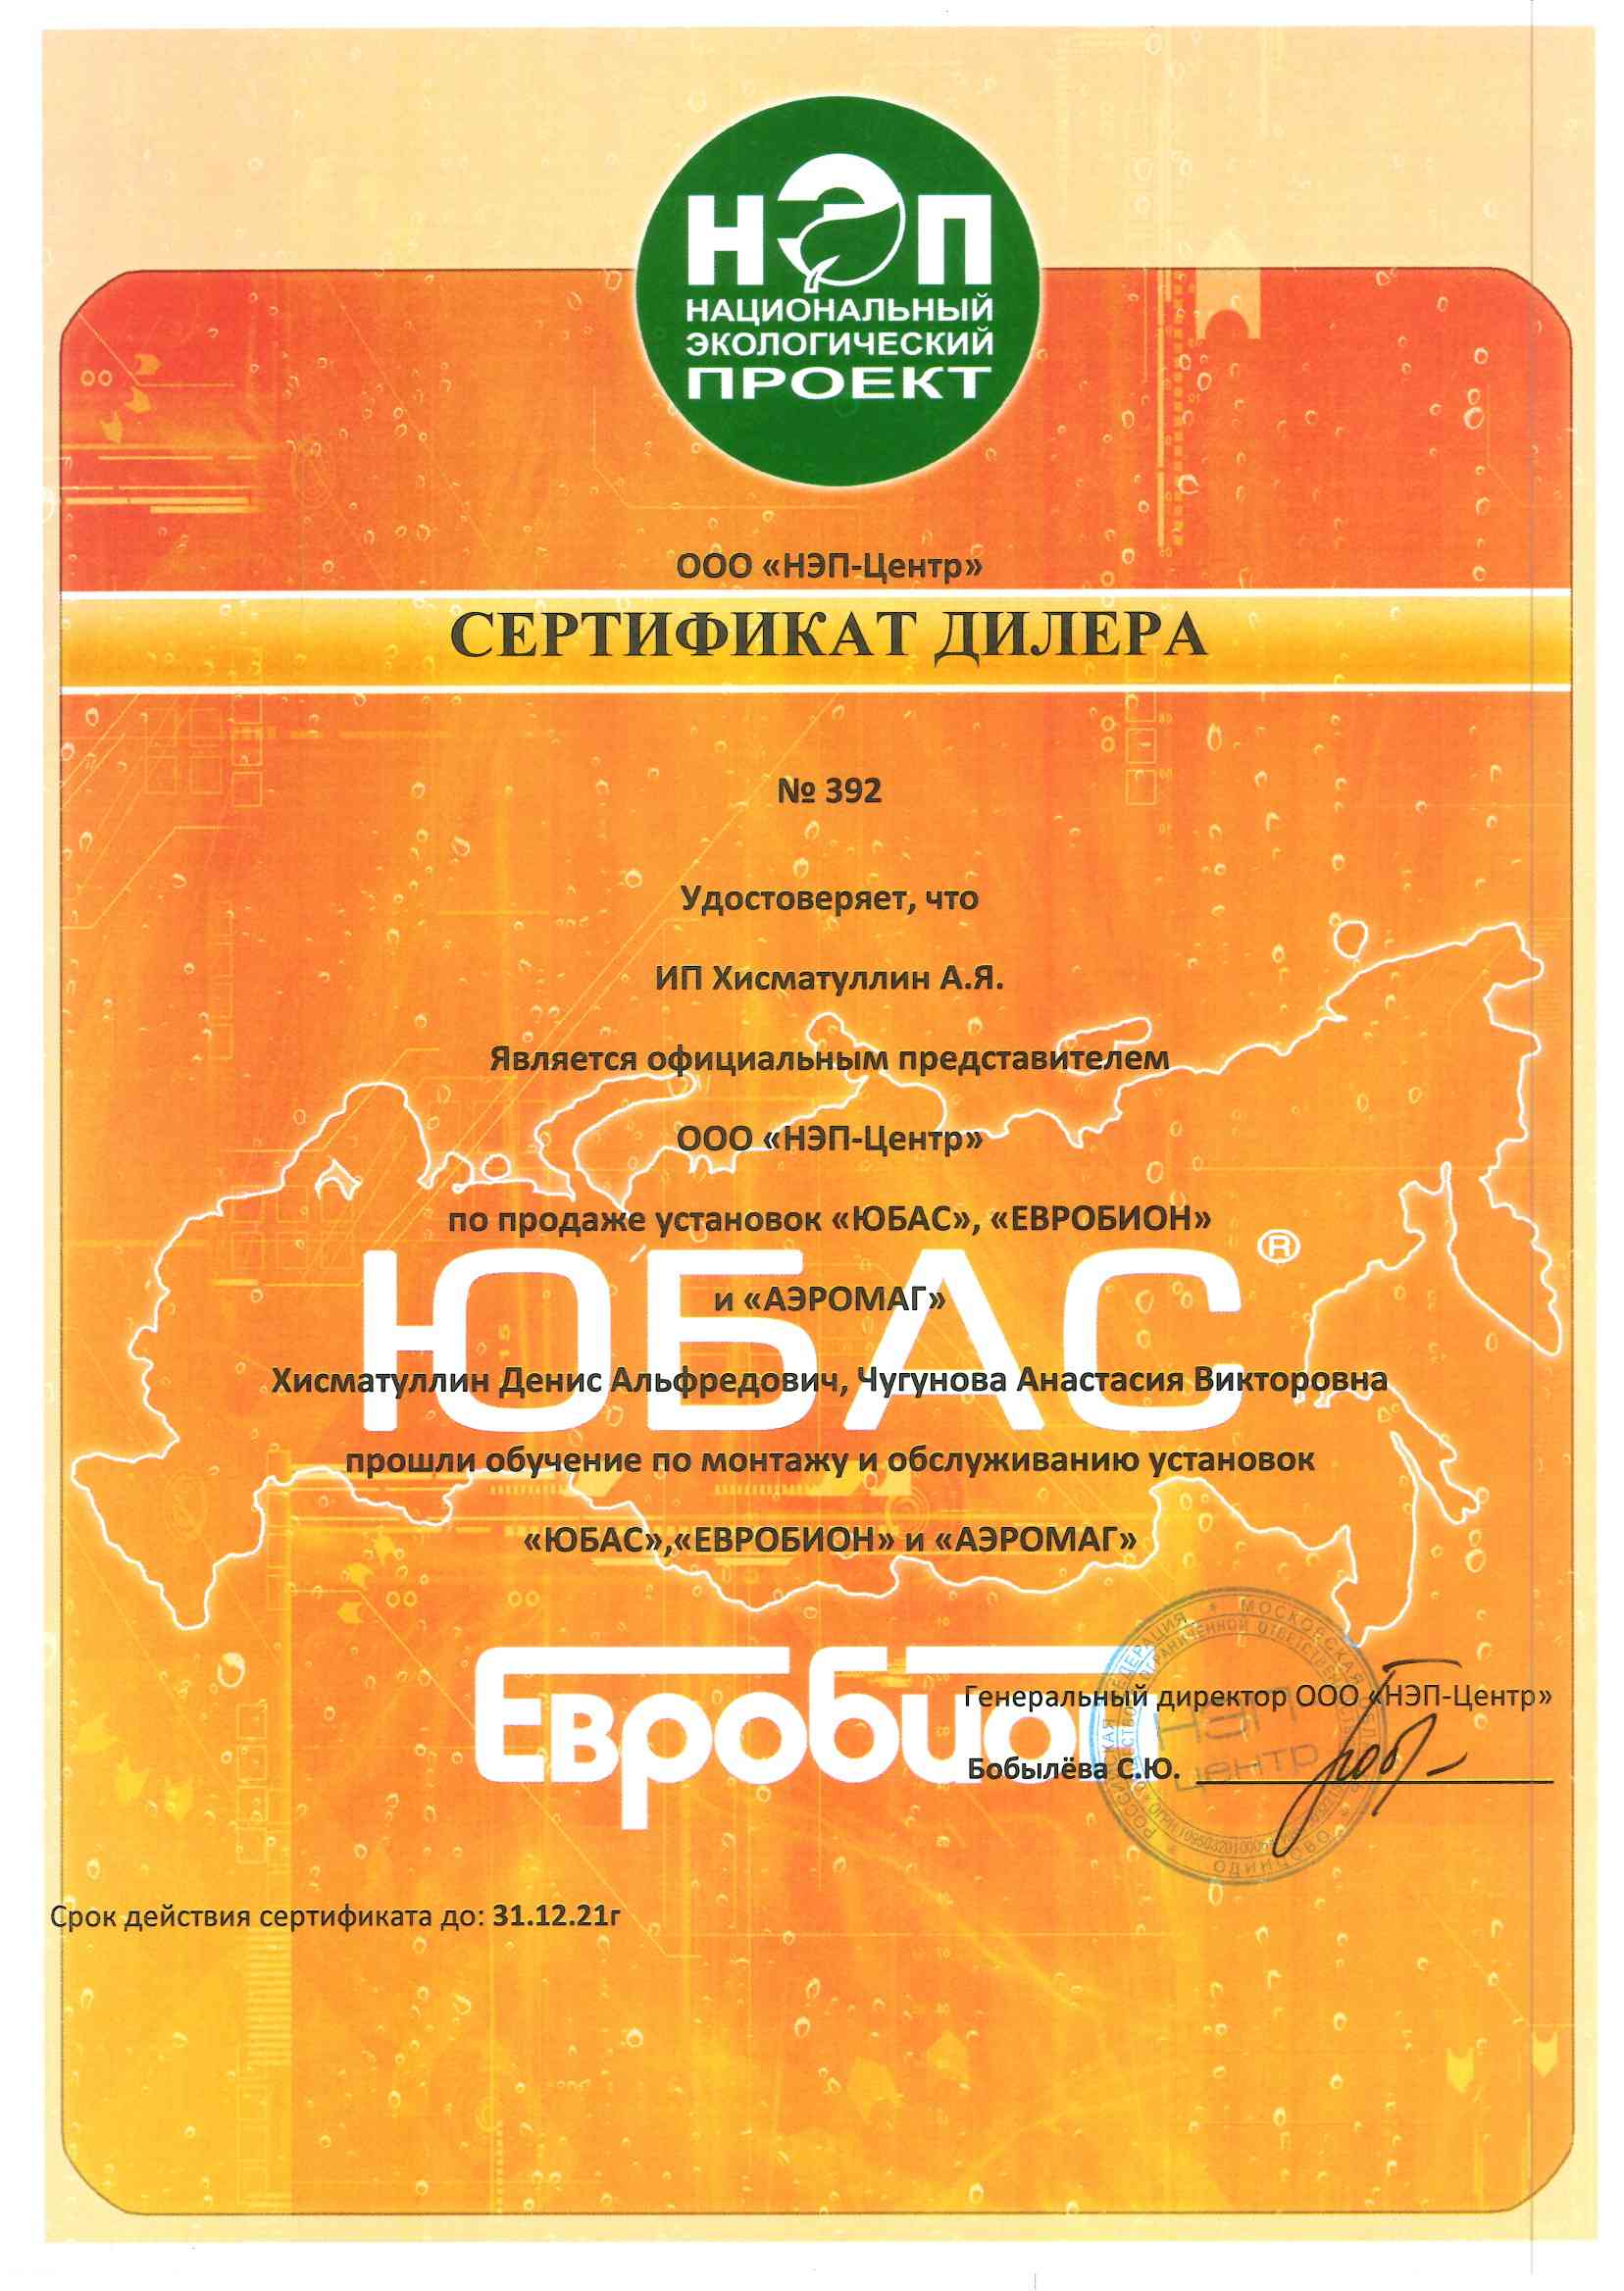 НЭП
НАЦИОНАЛЬНЫЙ
ЭКОЛОГИЧЕСКИЙ
ПРОЕКТ
ООО «НЭП-Центр»
СЕРТИФИКАТ ДИЛЕРА
№ 392
Удостоверяет, что
ИП Хисматуллин А.Я.
Является официальным представителем
ООО «НЭП-Центр»
по продаже установок «ЮБАС», «ЕВРОБИОН»
ЮБАС®
и «АЭРОМАГ»
Хисматуллин Денис Альфредович, Чугунова Анастасия Викторовна
прошли обучение по монтажу и обслуживанию установок
«ЮБАС»,«ЕВРОБИОН» и «АЭРОМАГ»
Евробион
Генеральный директор ООО «НЭП-Центр»
Бобылёва С.Ю.
НЭП
центр
РОССИЙСКАЯ ФЕДЕРАЦИЯ * МОСКОВСКАЯ
ОДИНЦОВО
Срок действия сертификата до: 31.12.21г